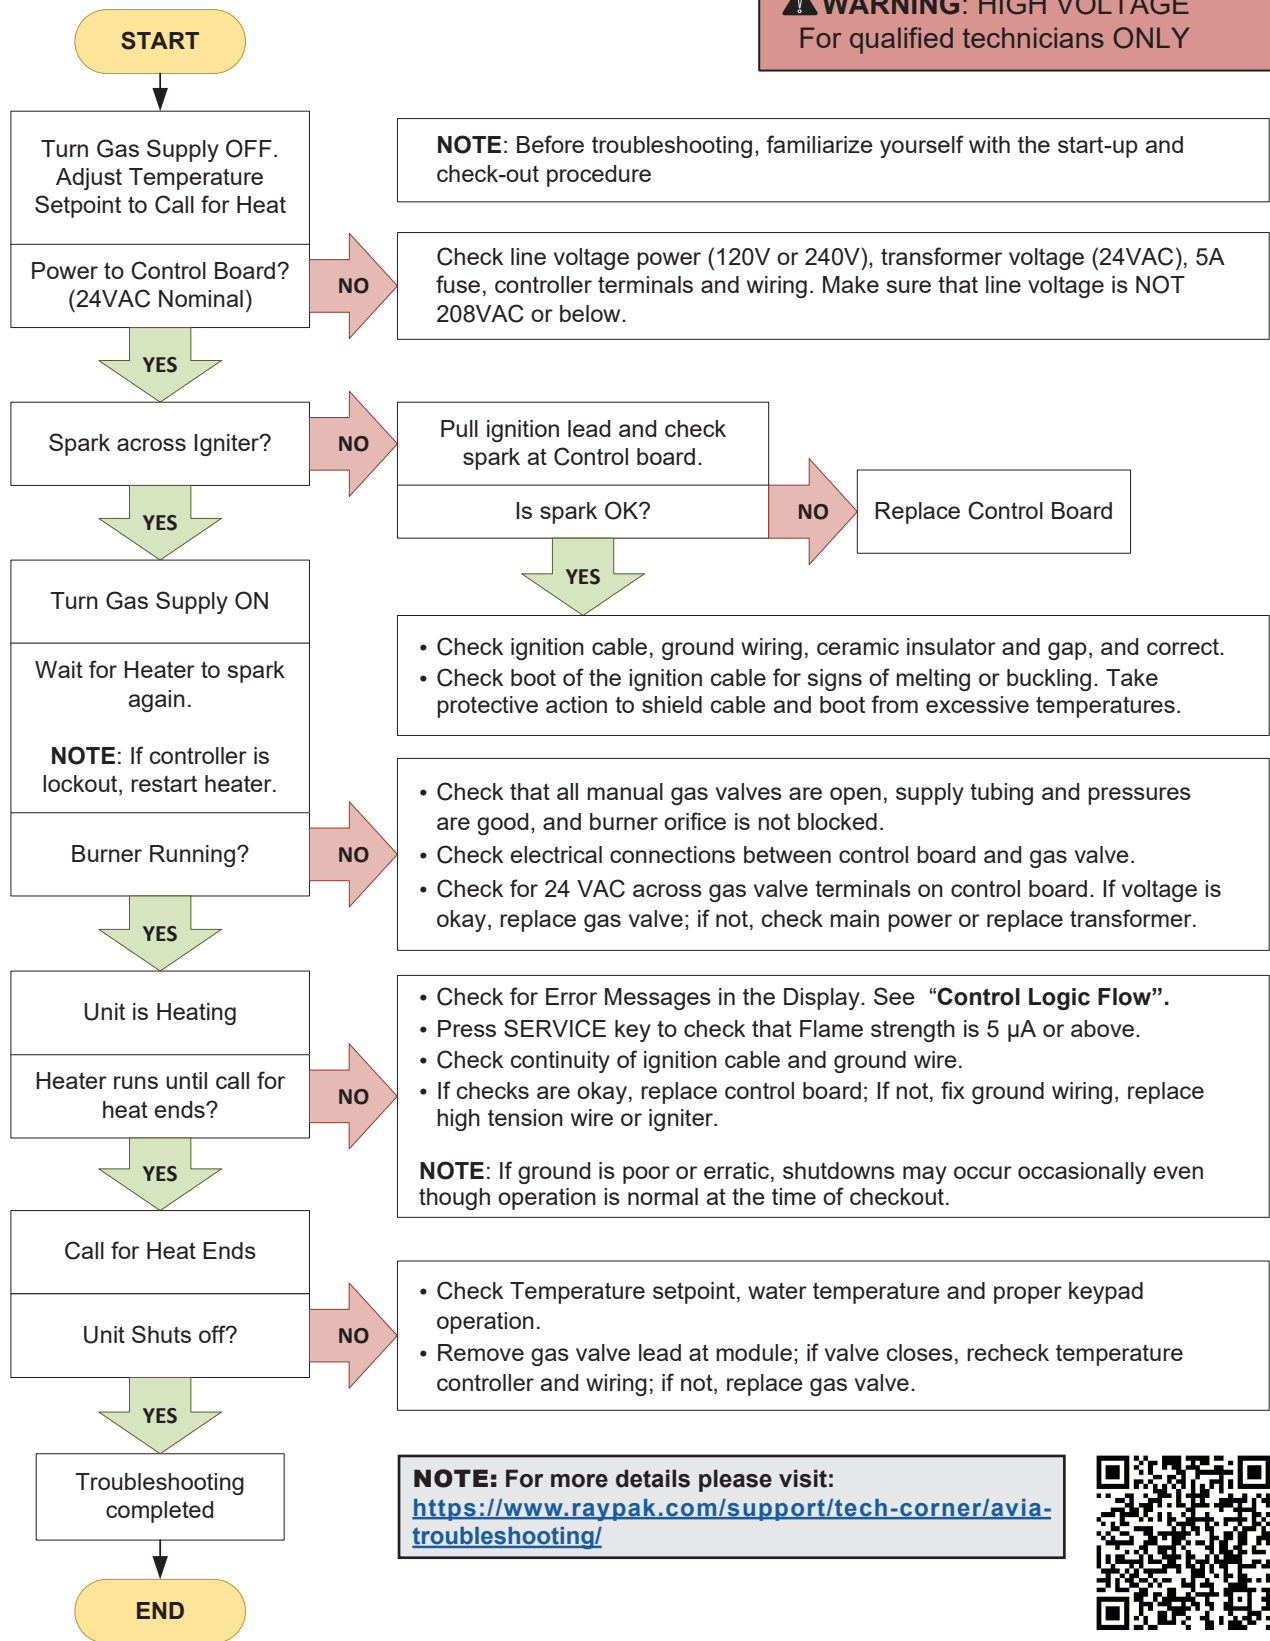 START
⚠WARNING: HIGH VOLTAGE
For qualified technicians ONLY
Turn Gas Supply OFF.
Adjust Temperature
Setpoint to Call for Heat
NOTE: Before troubleshooting, familiarize yourself with the start-up and
check-out procedure
Power to Control Board?
(24VAC Nominal)
NO
Check line voltage power (120V or 240V), transformer voltage (24VAC), 5A
fuse, controller terminals and wiring. Make sure that line voltage is NOT
208VAC or below.
YES
Spark across Igniter?
NO
Pull ignition lead and check
spark at Control board.
Is spark OK?
NO
Replace Control Board
YES
YES
Turn Gas Supply ON
Wait for Heater to spark
again.
NOTE: If controller is
lockout, restart heater.
• Check ignition cable, ground wiring, ceramic insulator and gap, and correct.
• Check boot of the ignition cable for signs of melting or buckling. Take
protective action to shield cable and boot from excessive temperatures.
Burner Running?
NO
• Check that all manual gas valves are open, supply tubing and pressures
are good, and burner orifice is not blocked.
• Check electrical connections between control board and gas valve.
• Check for 24 VAC across gas valve terminals on control board. If voltage is
okay, replace gas valve; if not, check main power or replace transformer.
YES
Unit is Heating
Heater runs until call for
heat ends?
NO
• Check for Error Messages in the Display. See “Control Logic Flow”.
• Press SERVICE key to check that Flame strength is 5 µA or above.
• Check continuity of ignition cable and ground wire.
• If checks are okay, replace control board; If not, fix ground wiring, replace
high tension wire or igniter.
NOTE: If ground is poor or erratic, shutdowns may occur occasionally even
though operation is normal at the time of checkout.
YES
Call for Heat Ends
Unit Shuts off?
NO
• Check Temperature setpoint, water temperature and proper keypad
operation.
• Remove gas valve lead at module; if valve closes, recheck temperature
controller and wiring; if not, replace gas valve.
YES
Troubleshooting
completed
NOTE: For more details please visit:
https://www.raypak.com/support/tech-corner/avia-
troubleshooting/
END